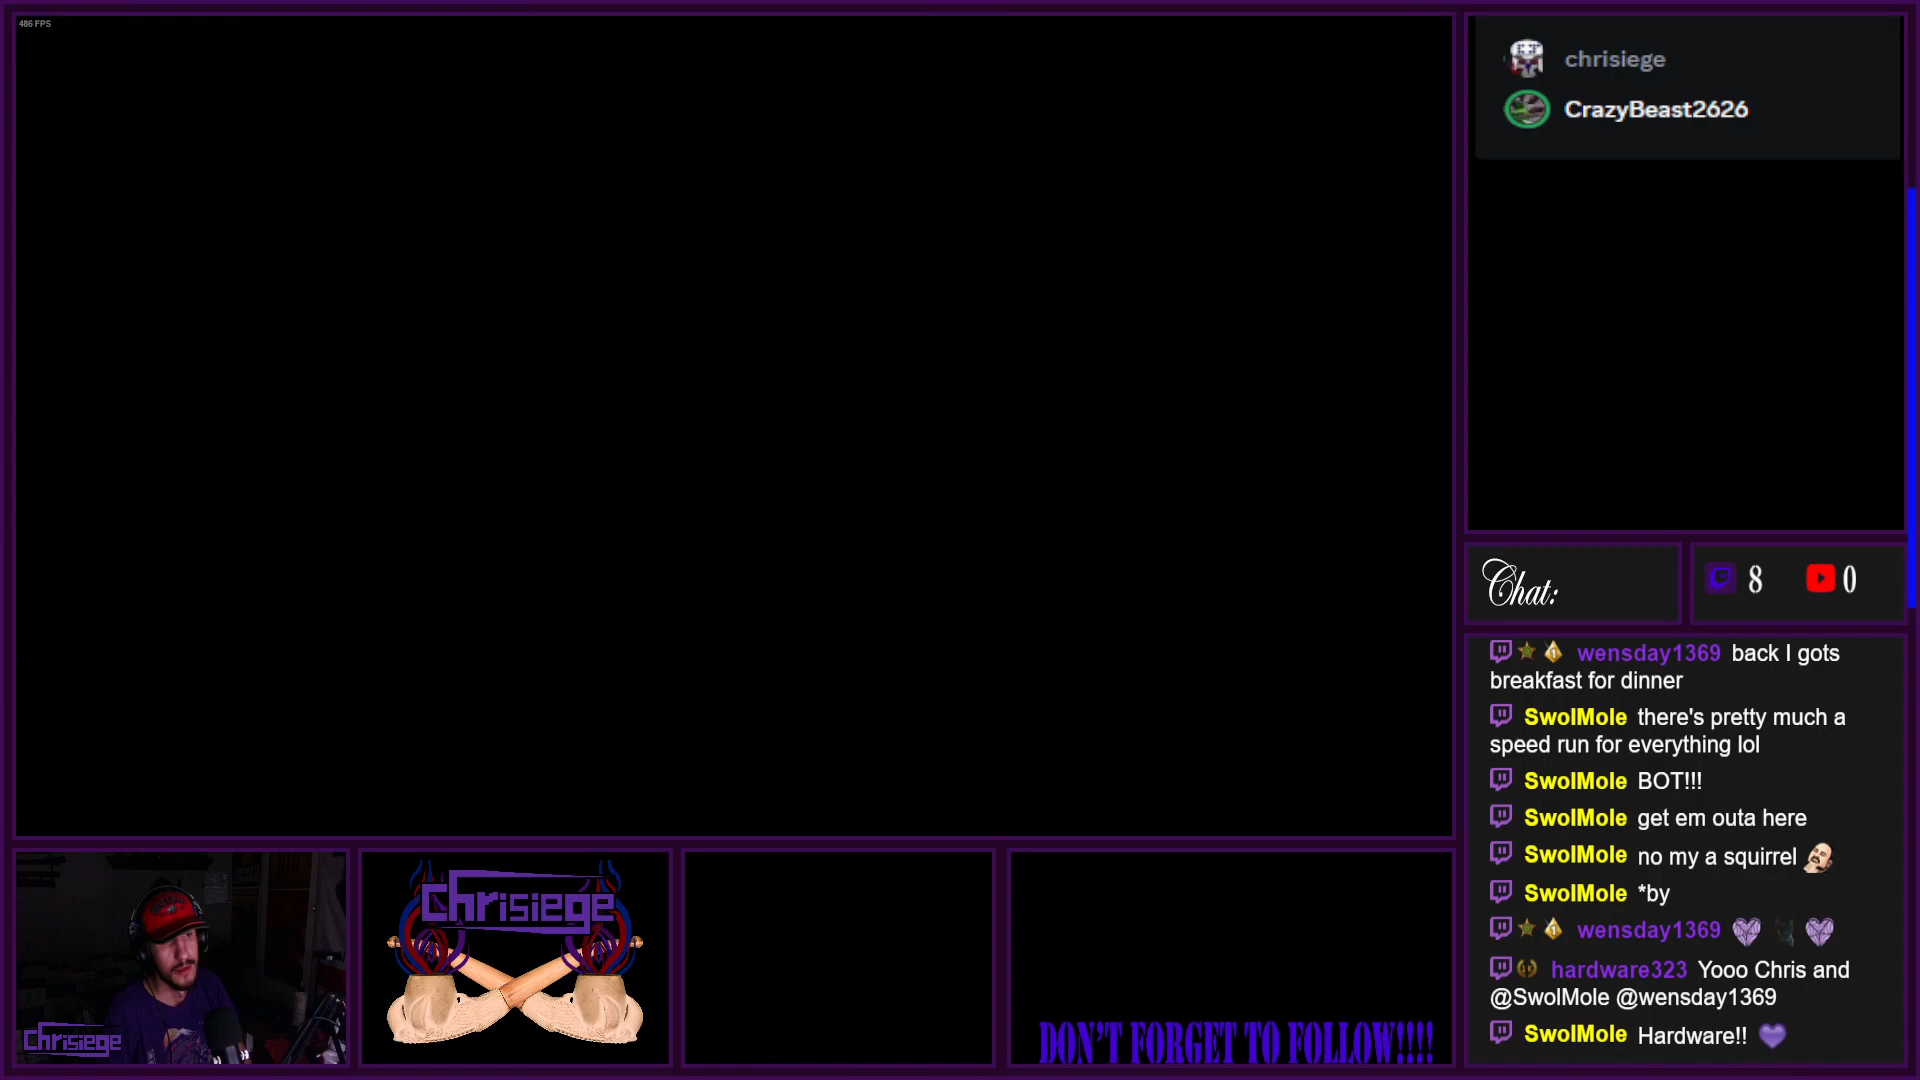 486 FPS
chrisiege
CrazyBeast2626
Chat:
8
0
wensday1369 back I gots
breakfast for dinner
SwolMole there's pretty much a
speed run for everything lol
SwolMole BOT!!!
SwolMole get em outa here
SwolMole no my a squirrel
SwolMole *by
wensday1369
hardware323 Yooo Chris and
@SwolMole @wensday1369
SwolMole Hardware!!
Chrisiege
Chrisiege
DON'T FORGET TO FOLLOW!!!!